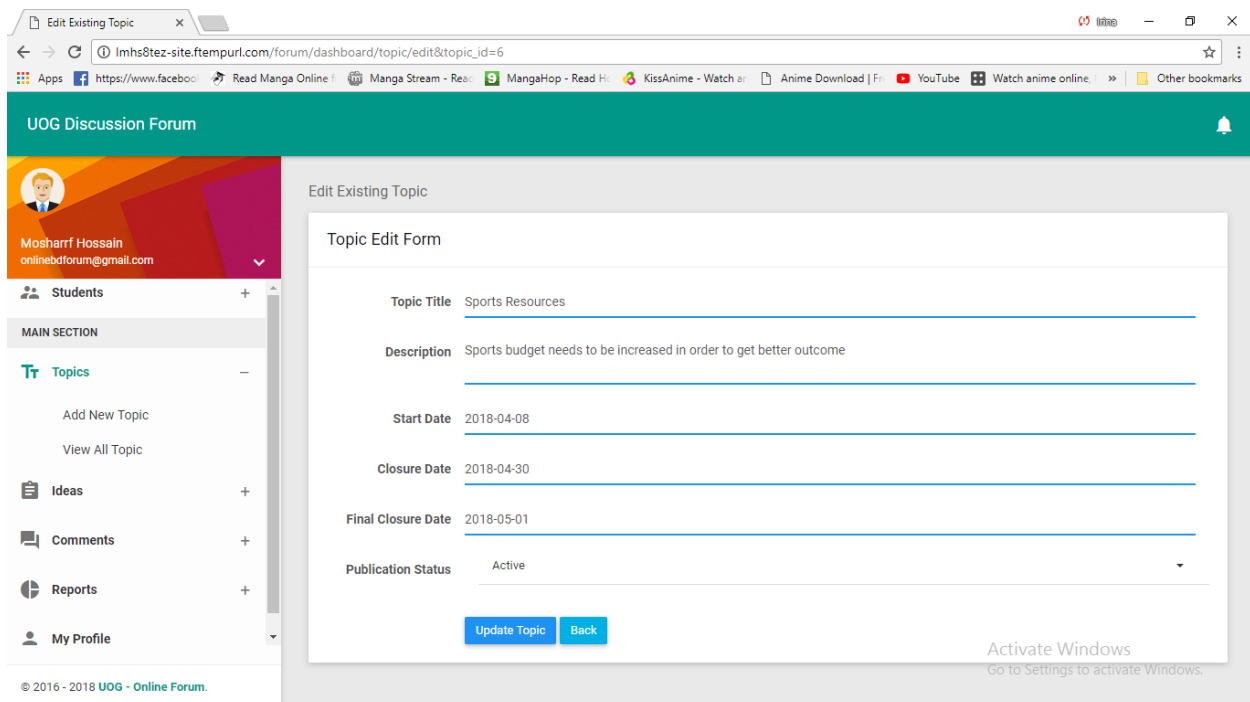 Edit Existing Topic
lmhs8tez-site.ftempurl.com/forum/dashboard/topic/edit&topic_id=6
Apps https://www.faceboo Read Manga Online Manga Stream - Rea MangaHop - Read H KissAnime - Watch a Anime Download | Fr YouTube Watch anime online, » Other bookmarks
UOG Discussion Forum
Mosharrf Hossain
onlinebdforum@gmail.com
Students +
MAIN SECTION
Topics −
Add New Topic
View All Topic
Ideas +
Comments +
Reports +
My Profile
© 2016 - 2018 UOG - Online Forum.
Edit Existing Topic
Topic Edit Form
Topic Title Sports Resources
Description Sports budget needs to be increased in order to get better outcome
Start Date 2018-04-08
Closure Date 2018-04-30
Final Closure Date 2018-05-01
Publication Status Active
Update Topic Back
Activate Windows
Go to Settings to activate Windows.